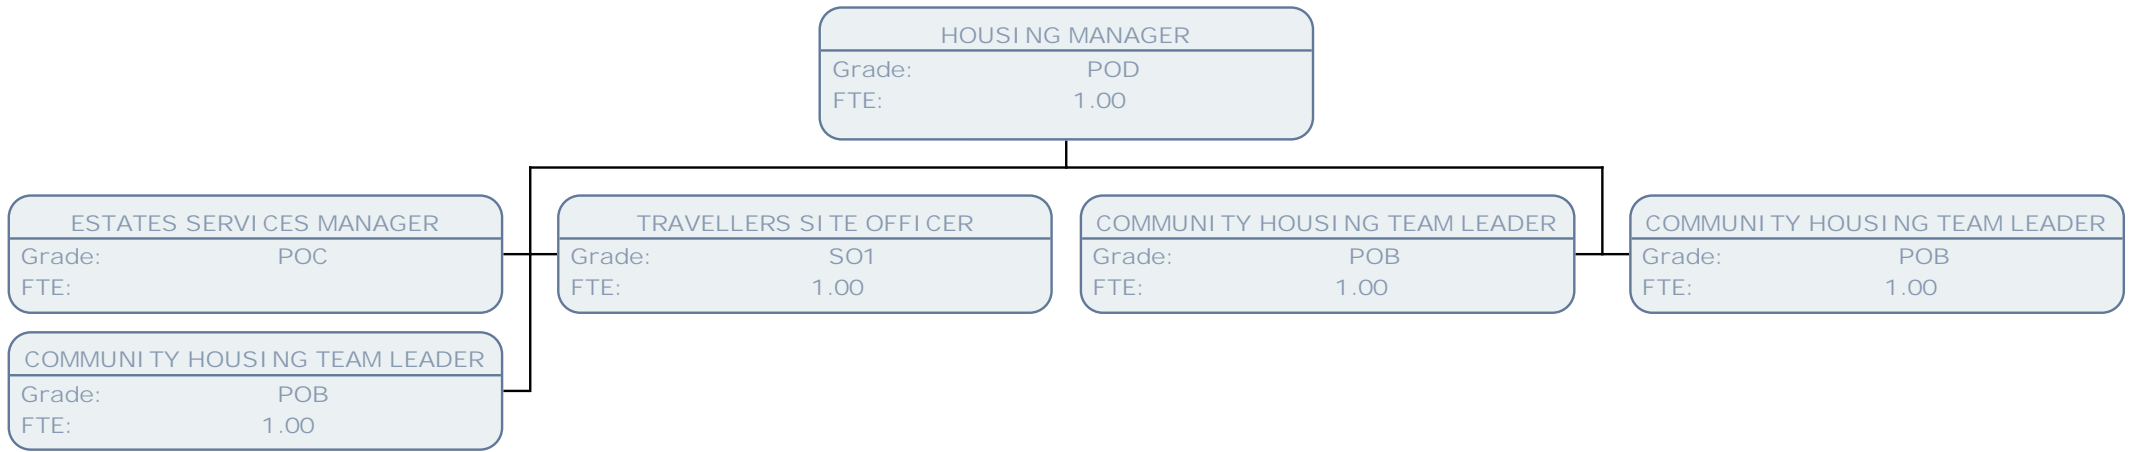 HOUSING MANAGER
Grade: POD
FTE: 1.00
ESTATES SERVICES MANAGER
Grade: POC
FTE:
TRAVELLERS SITE OFFICER
Grade: SO1
FTE: 1.00
COMMUNITY HOUSING TEAM LEADER
Grade: POB
FTE: 1.00
COMMUNITY HOUSING TEAM LEADER
Grade: POB
FTE: 1.00
COMMUNITY HOUSING TEAM LEADER
Grade: POB
FTE: 1.00